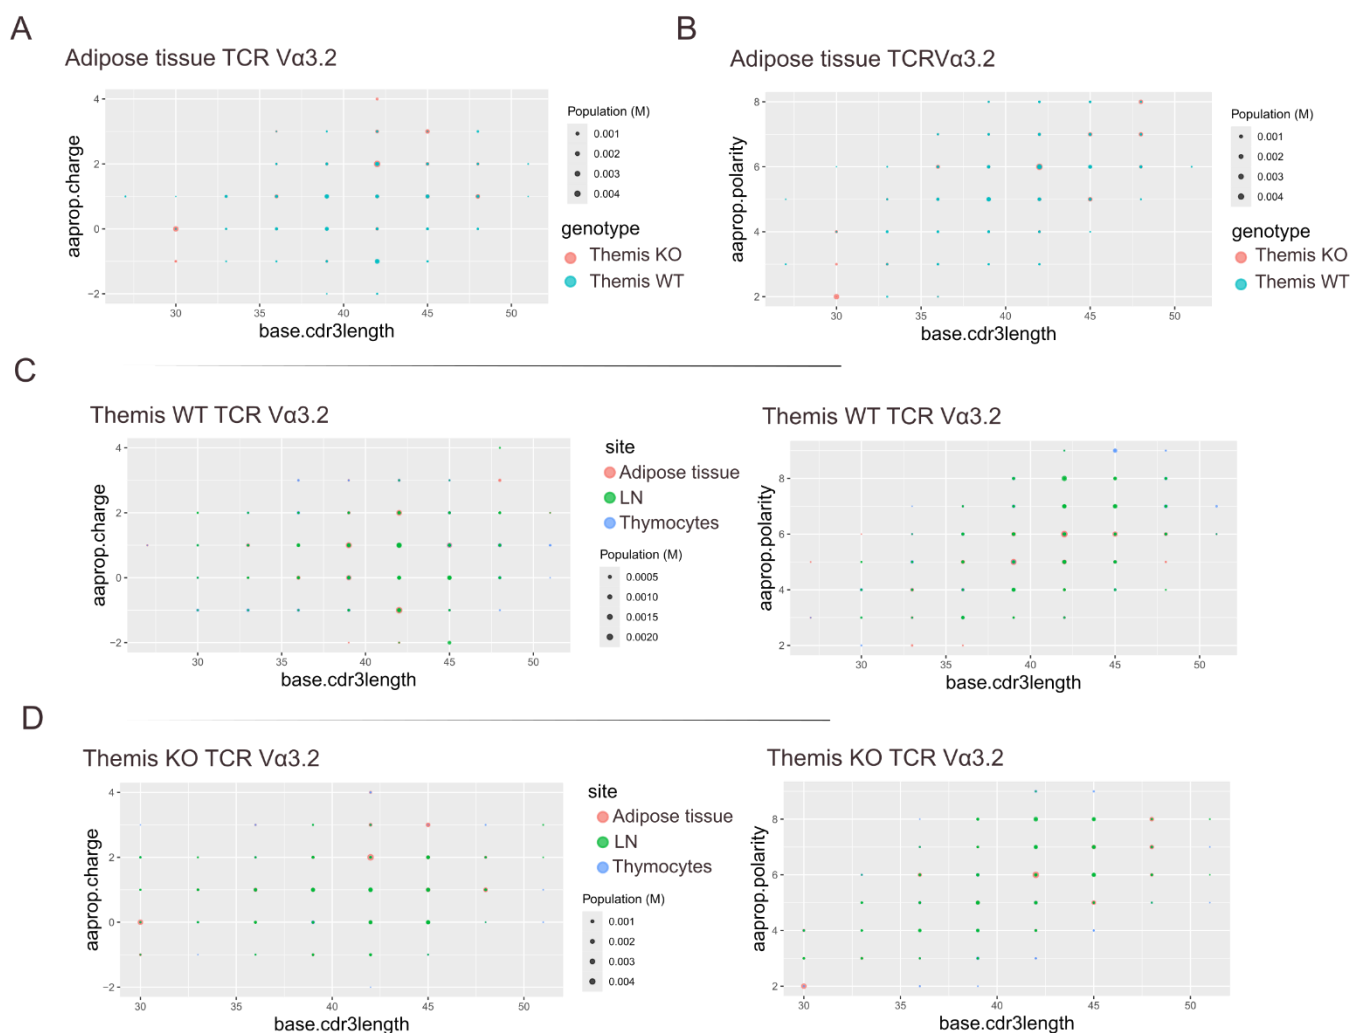 A
Adipose tissue TCR Vα3.2
4
2
0
−2
aaprop.charge
30
35
40
45
50
base.cdr3length
Population (M)
0.001
0.002
0.003
0.004
genotype
Themis KO
Themis WT
B
Adipose tissue TCRVα3.2
8
6
4
2
aaprop.polarity
30
35
40
45
50
base.cdr3length
Population (M)
0.001
0.002
0.003
0.004
genotype
Themis KO
Themis WT
C
Themis WT TCR Vα3.2
4
2
0
−2
aaprop.charge
30
35
40
45
50
base.cdr3length
site
Adipose tissue
LN
Thymocytes
Population (M)
0.0005
0.0010
0.0015
0.0020
Themis WT TCR Vα3.2
8
6
4
2
aaprop.polarity
30
35
40
45
50
base.cdr3length
D
Themis KO TCR Vα3.2
4
2
0
−2
aaprop.charge
30
35
40
45
50
base.cdr3length
site
Adipose tissue
LN
Thymocytes
Population (M)
0.001
0.002
0.003
0.004
Themis KO TCR Vα3.2
8
6
4
2
aaprop.polarity
30
35
40
45
50
base.cdr3length